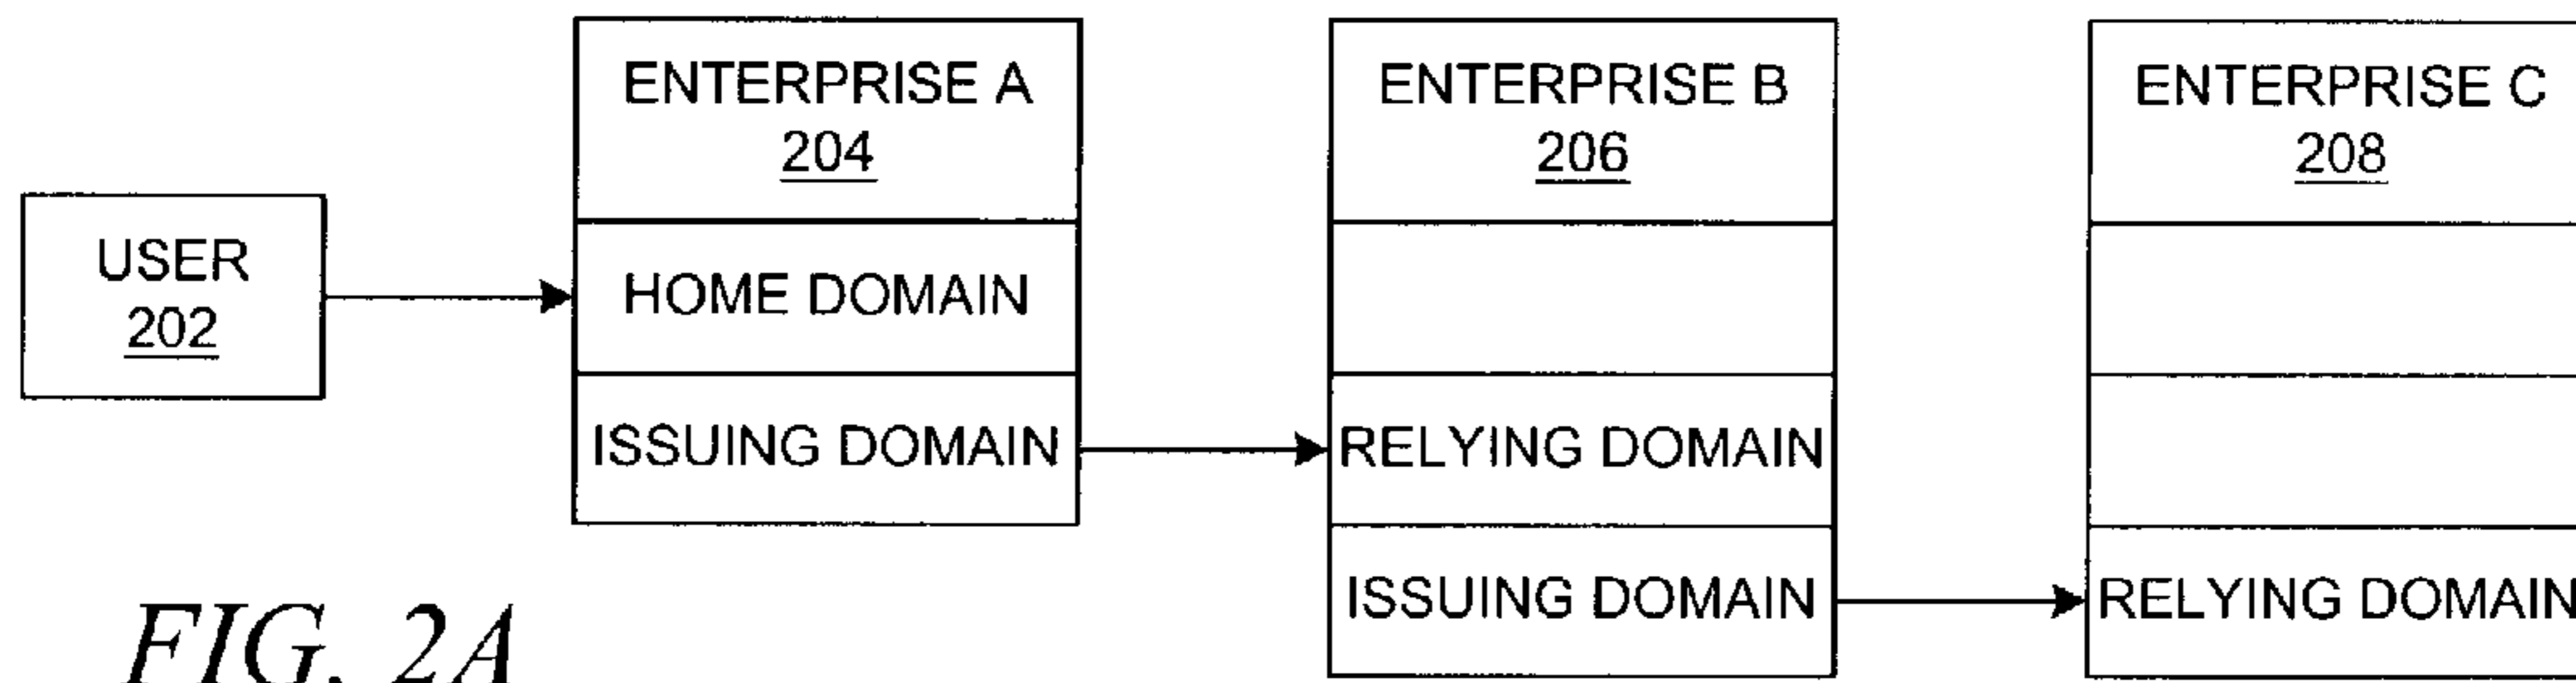 USER
202
ENTERPRISE A
204
HOME DOMAIN
ISSUING DOMAIN
ENTERPRISE B
206
RELYING DOMAIN
ISSUING DOMAIN
ENTERPRISE C
208
RELYING DOMAIN
FIG. 2A